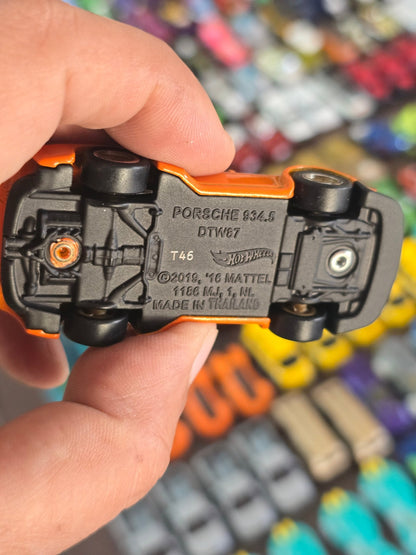 PORSCHE 934.5
DTW87
T46
Hot Wheels
©2019, '16 MATTEL
1186 MJ, 1, NL
MADE IN THAILAND